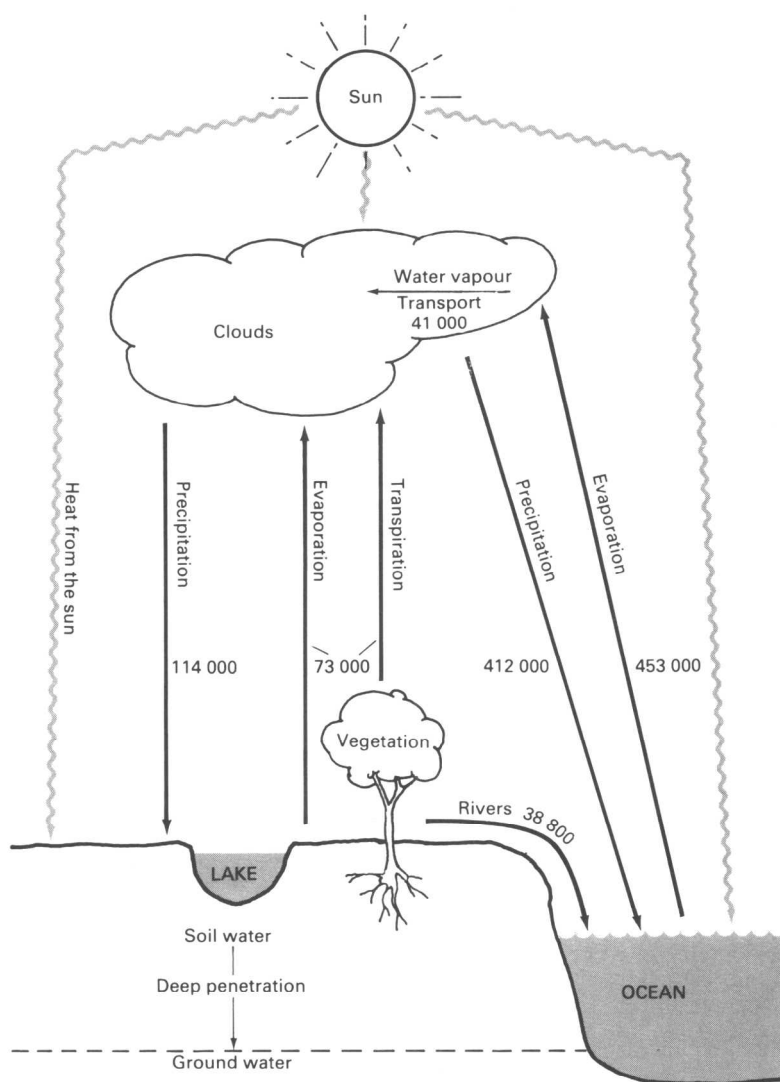 Sun
Water vapour
Transport
41 000
Clouds
Heat from the sun
Precipitation
Evaporation
Transpiration
Precipitation
Evaporation
114 000
73 000
412 000
453 000
Vegetation
Rivers 38 800
LAKE
Soil water
Deep penetration
OCEAN
Ground water